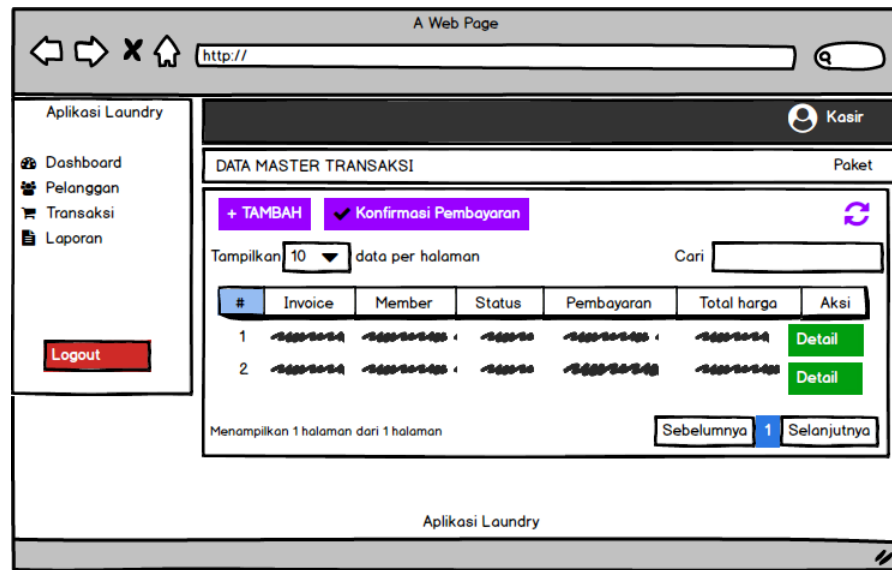 A Web Page
http://
Aplikasi Laundry
Kasir
Dashboard
Pelanggan
Transaksi
Laporan
Logout
DATA MASTER TRANSAKSI Paket
+ TAMBAH Konfirmasi Pembayaran
Tampilkan 10 data per halaman Cari
# Invoice Member Status Pembayaran Total harga Aksi
1 Detail
2 Detail
Menampilkan 1 halaman dari 1 halaman Sebelumnya 1 Selanjutnya
Aplikasi Laundry